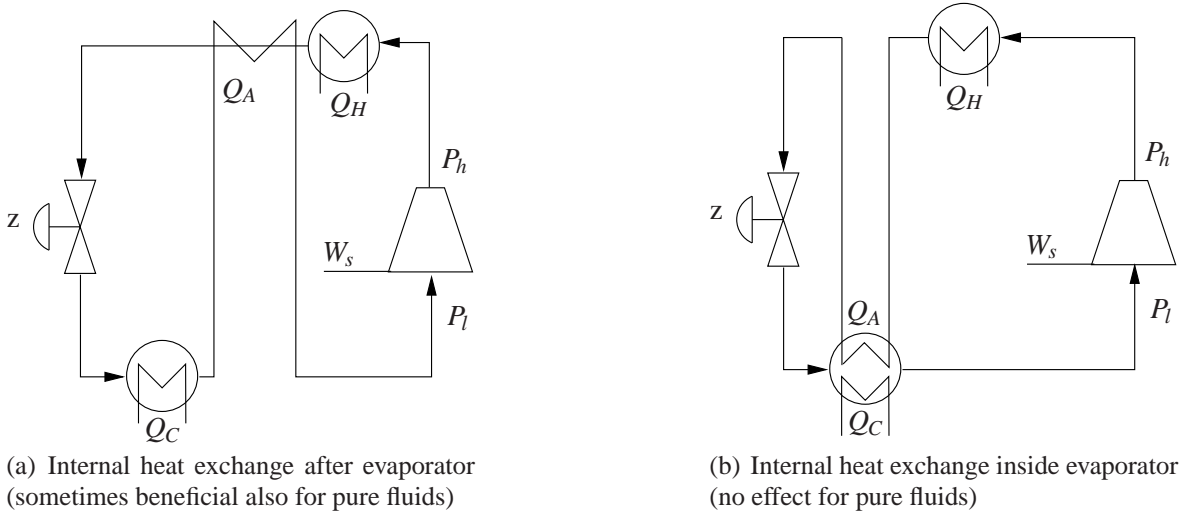 Q_A
Q_H
P_h
z
W_s
P_l
Q_C
(a) Internal heat exchange after evaporator
(sometimes beneficial also for pure fluids)
Q_H
P_h
z
W_s
Q_A
P_l
Q_C
(b) Internal heat exchange inside evaporator
(no effect for pure fluids)